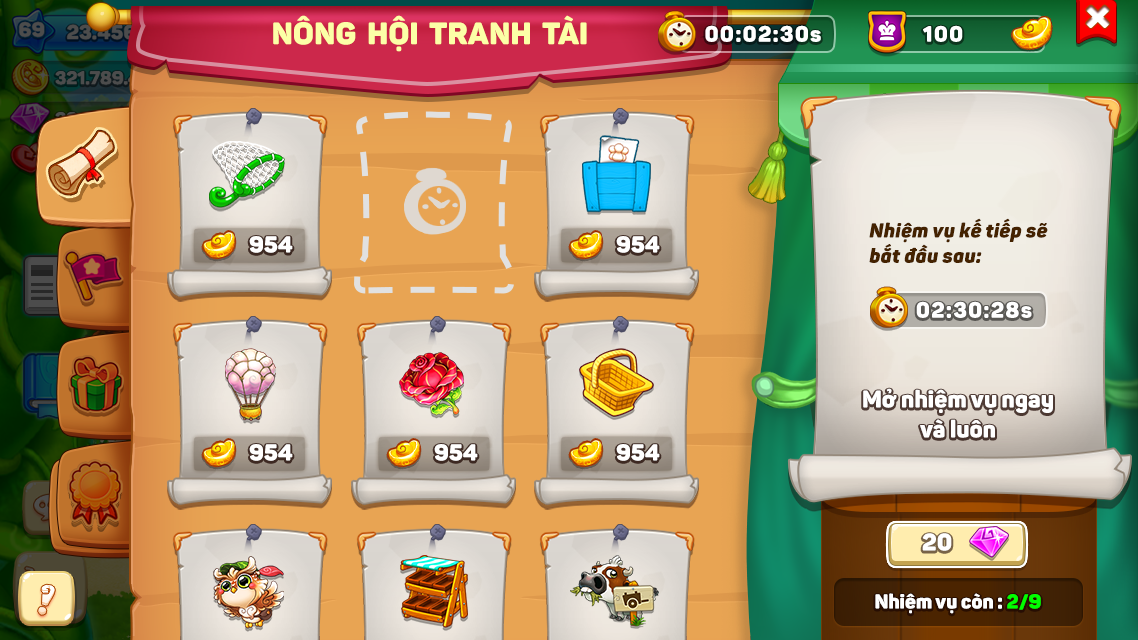 69
NÔNG HỘI TRANH TÀI
00:02:30s
100
321.789.
954
954
Nhiệm vụ kế tiếp sẽ
bắt đầu sau:
02:30:28s
954
954
954
Mở nhiệm vụ ngay
và luôn
20
Nhiệm vụ còn : 2/9